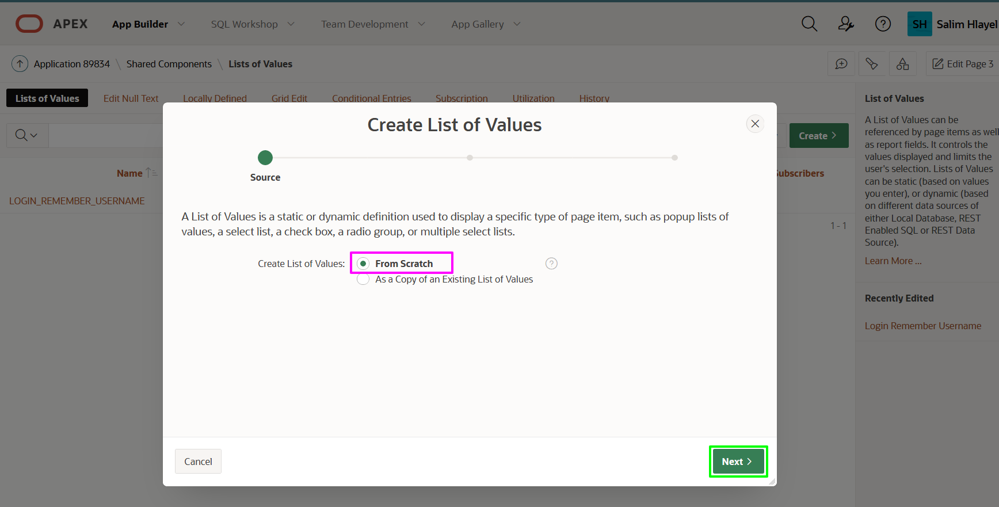 APEX App Builder SQL Workshop Team Development App Gallery SH Salim Hlayel
Application 89834 \ Shared Components \ Lists of Values Edit Page 3
Lists of Values Edit Null Text Locally Defined Grid Edit Conditional Entries Subscription Utilization History
Create
Name Subscribers
LOGIN_REMEMBER_USERNAME
1 - 1
Create List of Values
Source
A List of Values is a static or dynamic definition used to display a specific type of page item, such as popup lists of
values, a select list, a check box, a radio group, or multiple select lists.
Create List of Values: From Scratch
As a Copy of an Existing List of Values
Cancel Next
List of Values
A List of Values can be
referenced by page items as well
as report fields. It controls the
values displayed and limits the
user's selection. Lists of Values
can be static (based on values
you enter), or dynamic (based
on different data sources of
either Local Database, REST
Enabled SQL or REST Data
Source).
Learn More ...
Recently Edited
Login Remember Username